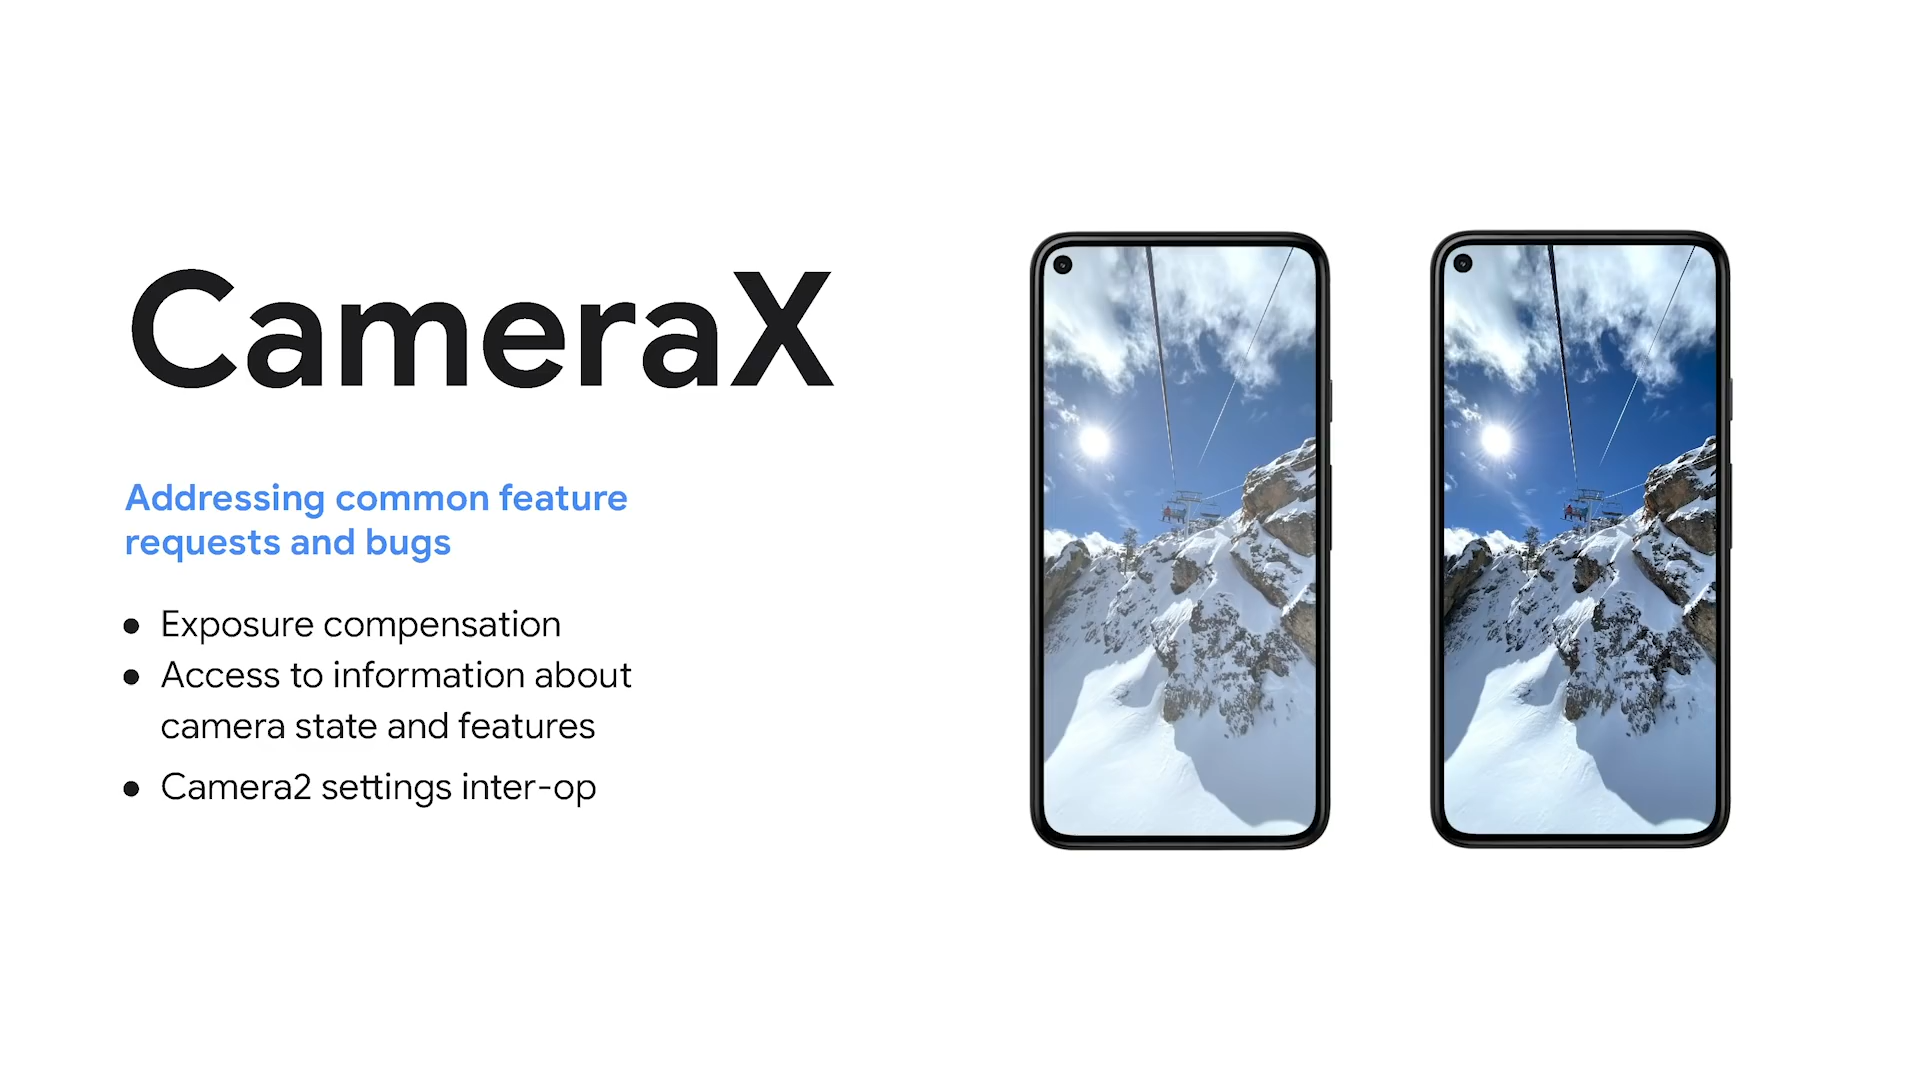 CameraX
Addressing common feature
requests and bugs
● Exposure compensation
● Access to information about
camera state and features
● Camera2 settings inter-op